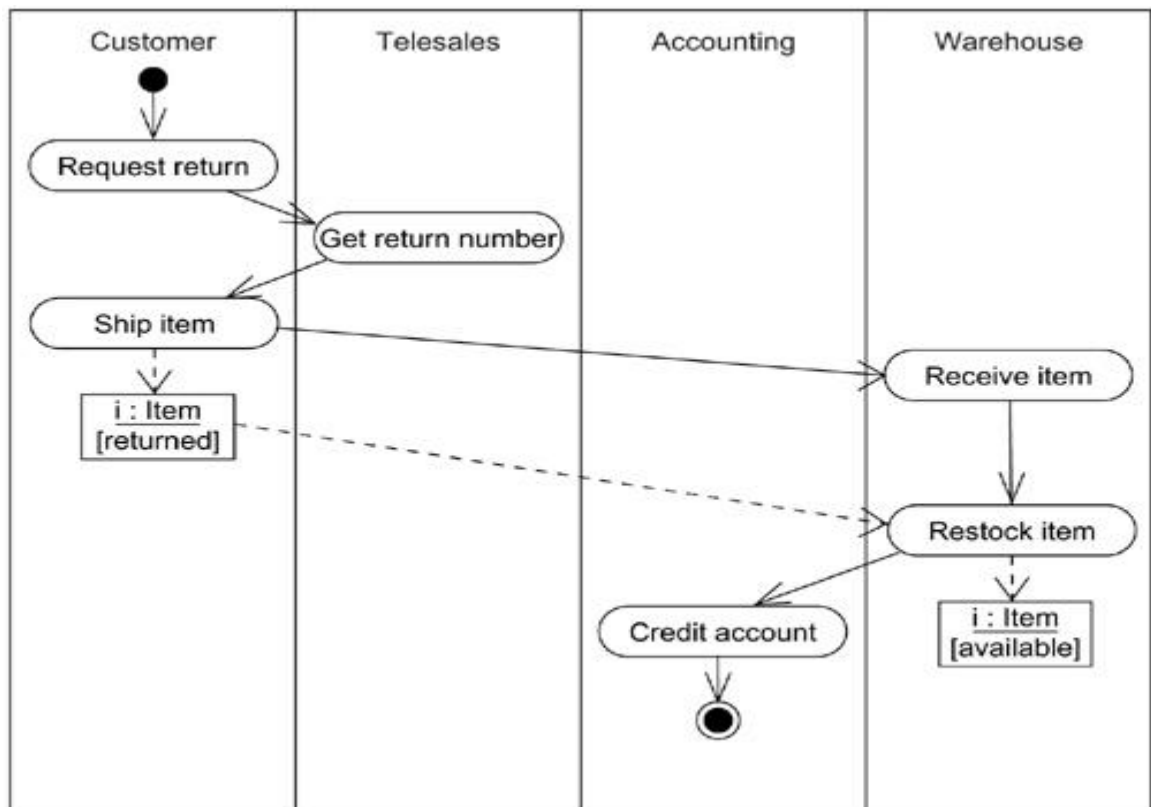 Customer
Telesales
Accounting
Warehouse
Request return
Get return number
Ship item
Receive item
i : Item
[returned]
Restock item
Credit account
i : Item
[available]